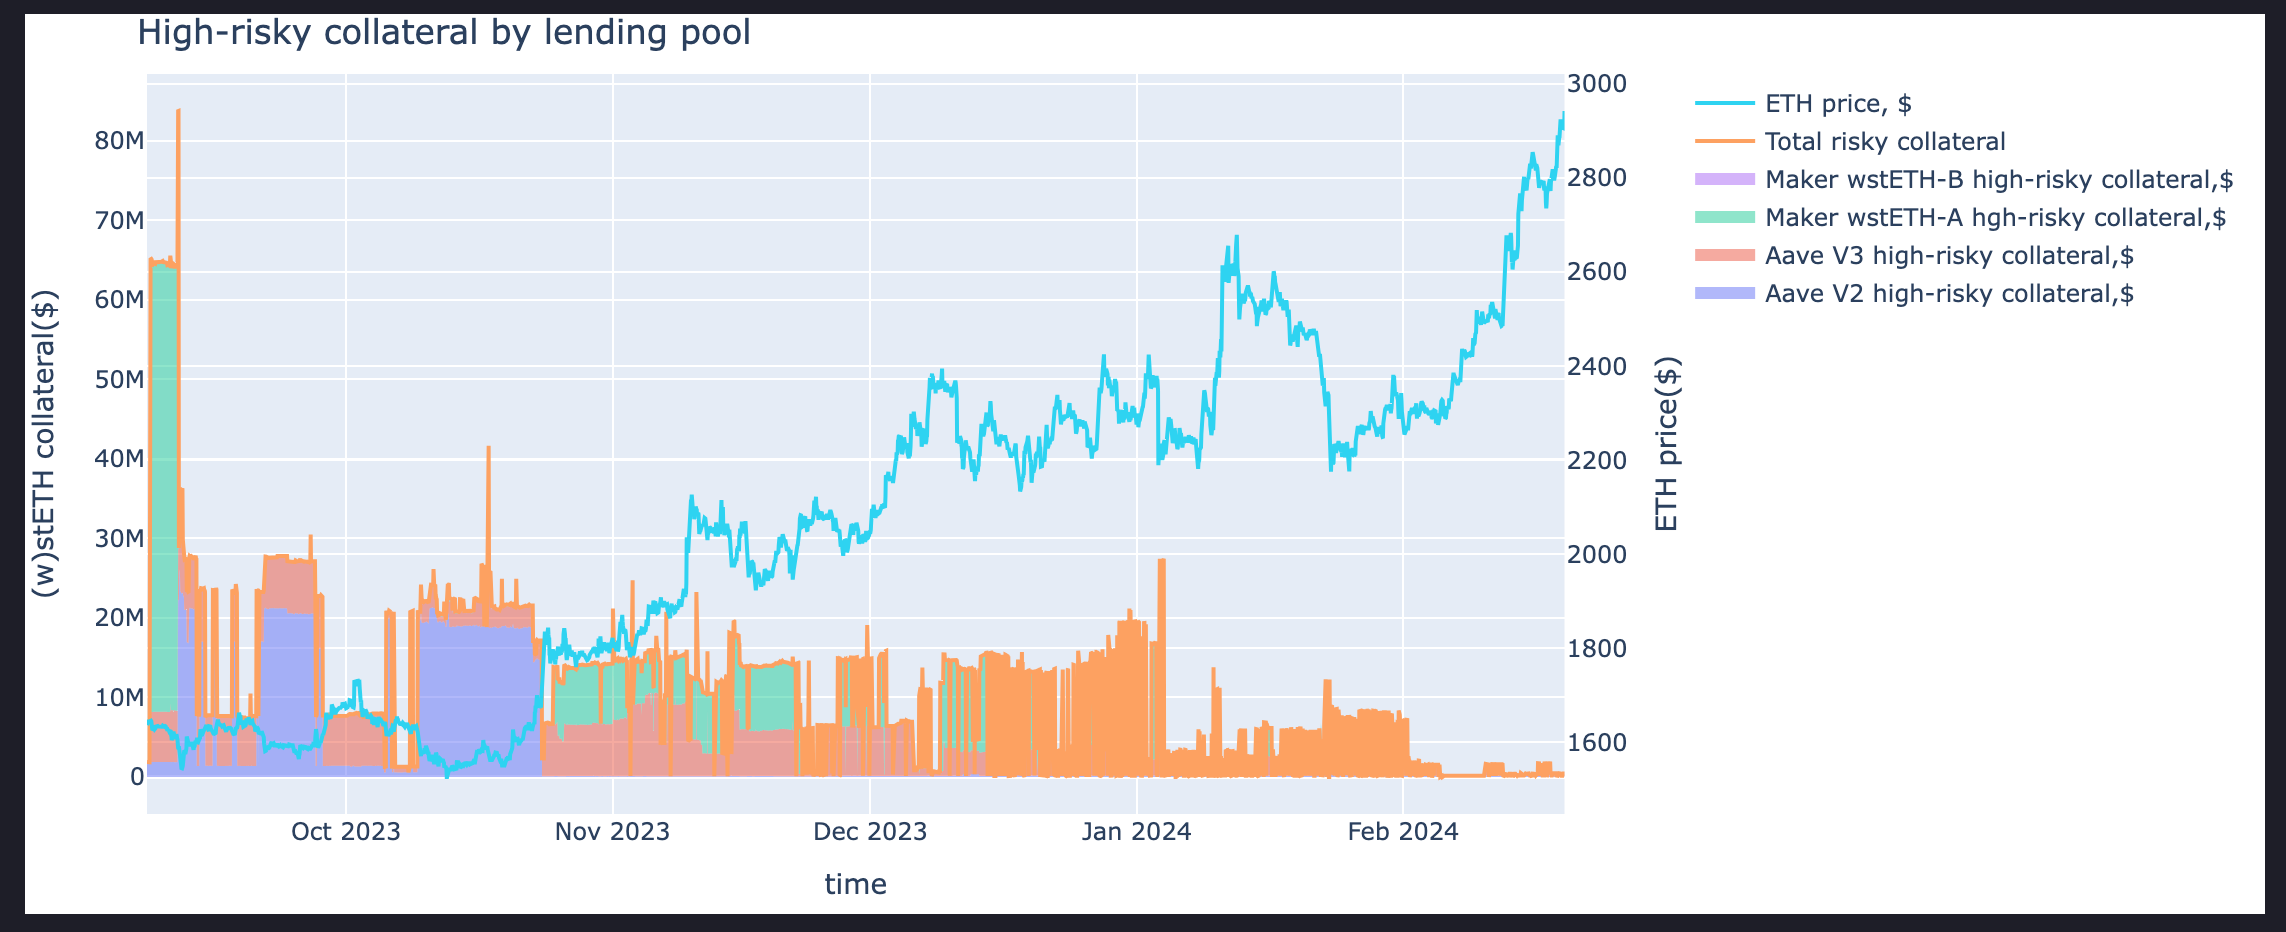 High-risky collateral by lending pool
80M
70M
60M
50M
40M
30M
20M
10M
0
(w)stETH collateral($)
3000
2800
2600
2400
2200
2000
1800
1600
ETH price($)
Oct 2023
Nov 2023
Dec 2023
Jan 2024
Feb 2024
time
ETH price, $
Total risky collateral
Maker wstETH-B high-risky collateral,$
Maker wstETH-A hgh-risky collateral,$
Aave V3 high-risky collateral,$
Aave V2 high-risky collateral,$